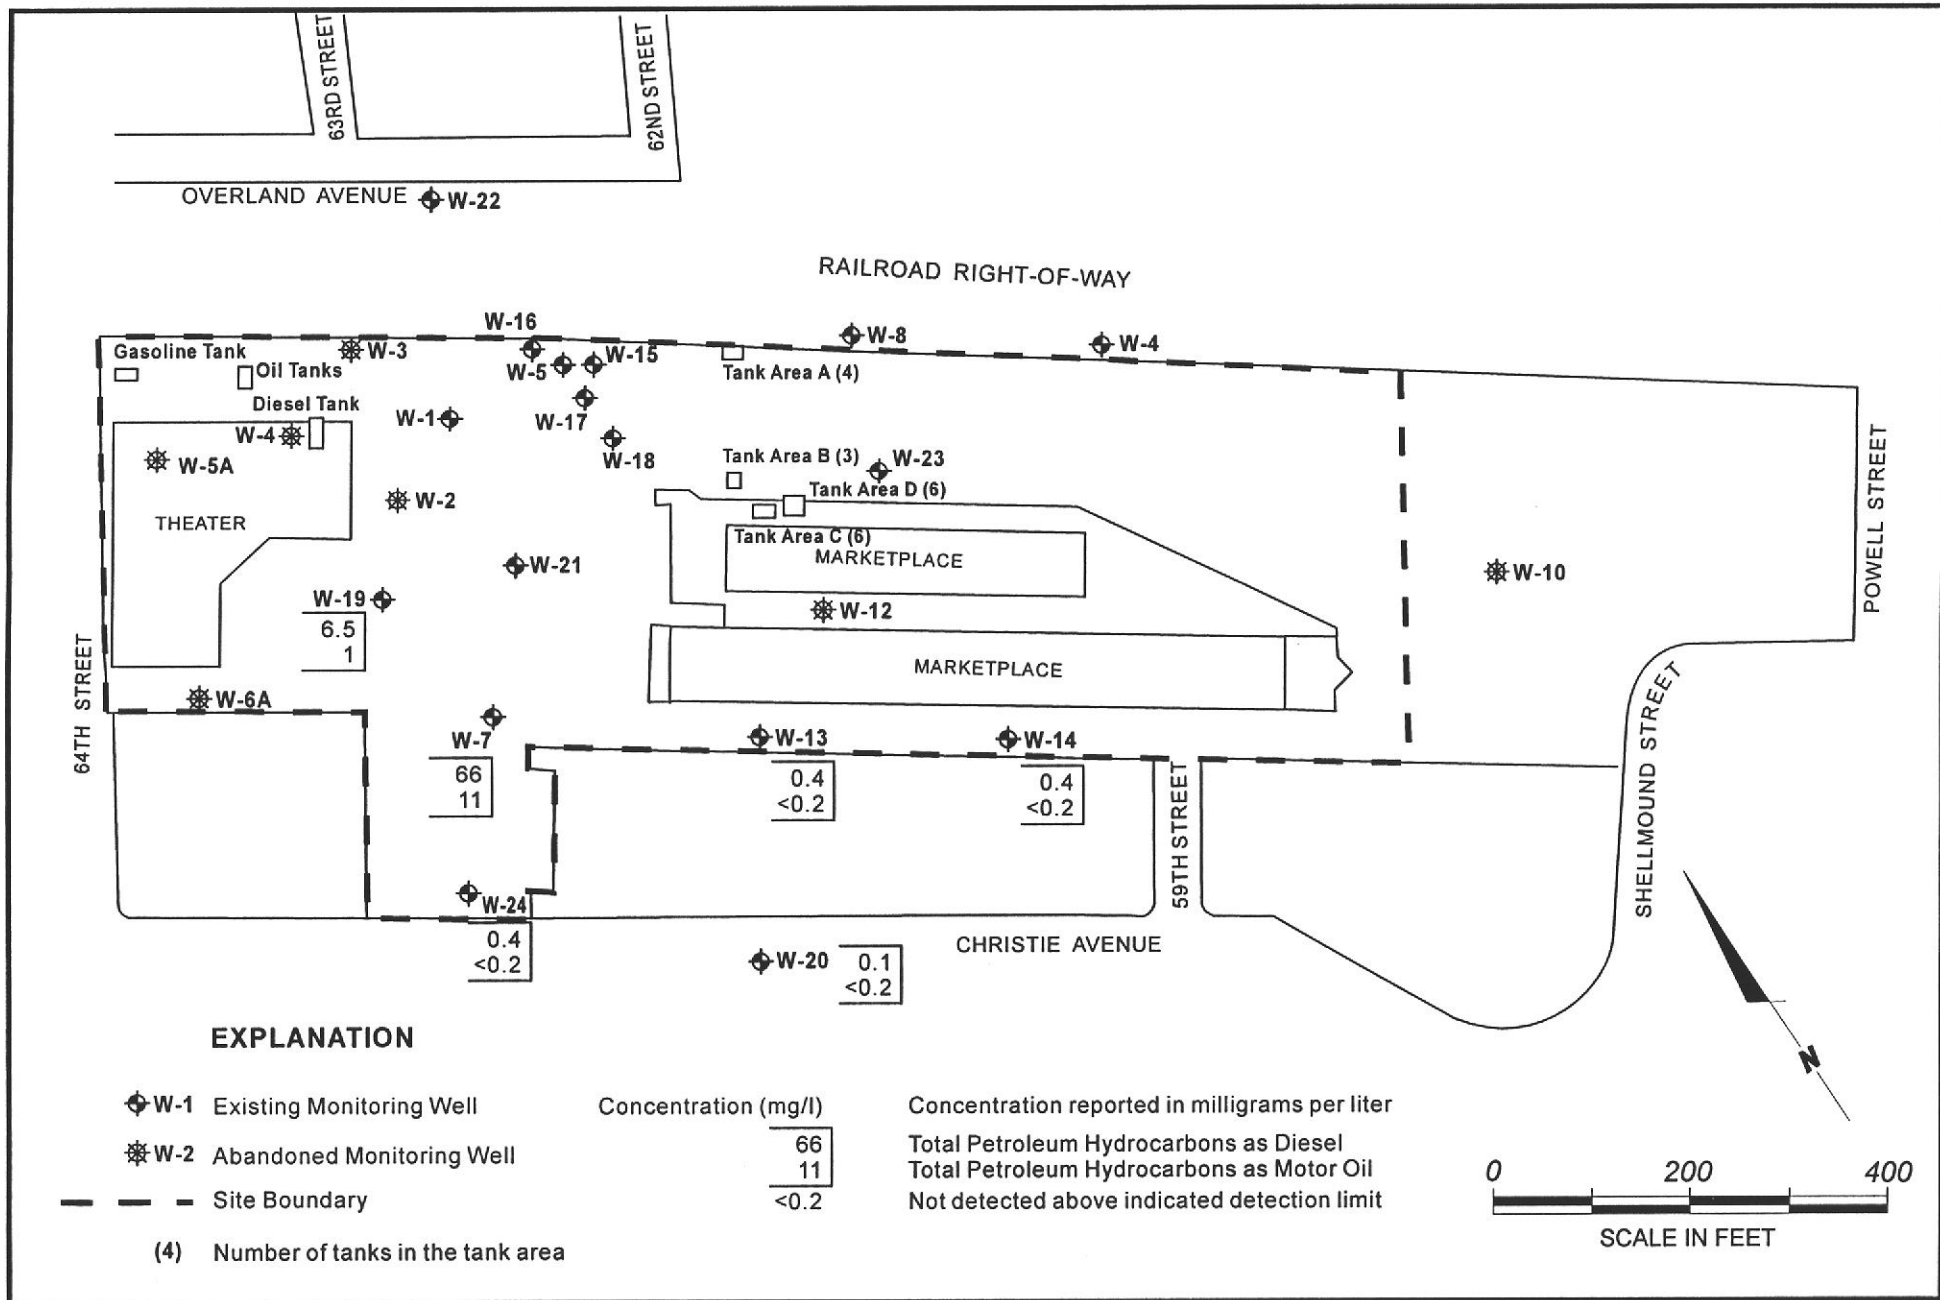 63RD STREET
62ND STREET
OVERLAND AVENUE
W-22
RAILROAD RIGHT-OF-WAY
W-16
W-3
W-8
W-4
Gasoline Tank
Oil Tanks
W-5
W-15
Tank Area A (4)
Diesel Tank
W-1
W-17
W-4
W-5A
W-18
Tank Area B (3)
W-23
Tank Area D (6)
W-2
THEATER
Tank Area C (6)
MARKETPLACE
W-21
W-10
POWELL STREET
W-19
6.5
1
W-12
MARKETPLACE
64TH STREET
W-6A
W-7
66
11
W-13
0.4
<0.2
W-14
0.4
<0.2
59TH STREET
SHELLMOUND STREET
W-24
0.4
<0.2
CHRISTIE AVENUE
W-20
0.1
<0.2
N
EXPLANATION
W-1 Existing Monitoring Well
W-2 Abandoned Monitoring Well
Site Boundary
(4) Number of tanks in the tank area
Concentration (mg/l)
Concentration reported in milligrams per liter
66 Total Petroleum Hydrocarbons as Diesel
11 Total Petroleum Hydrocarbons as Motor Oil
<0.2 Not detected above indicated detection limit
0 200 400
SCALE IN FEET